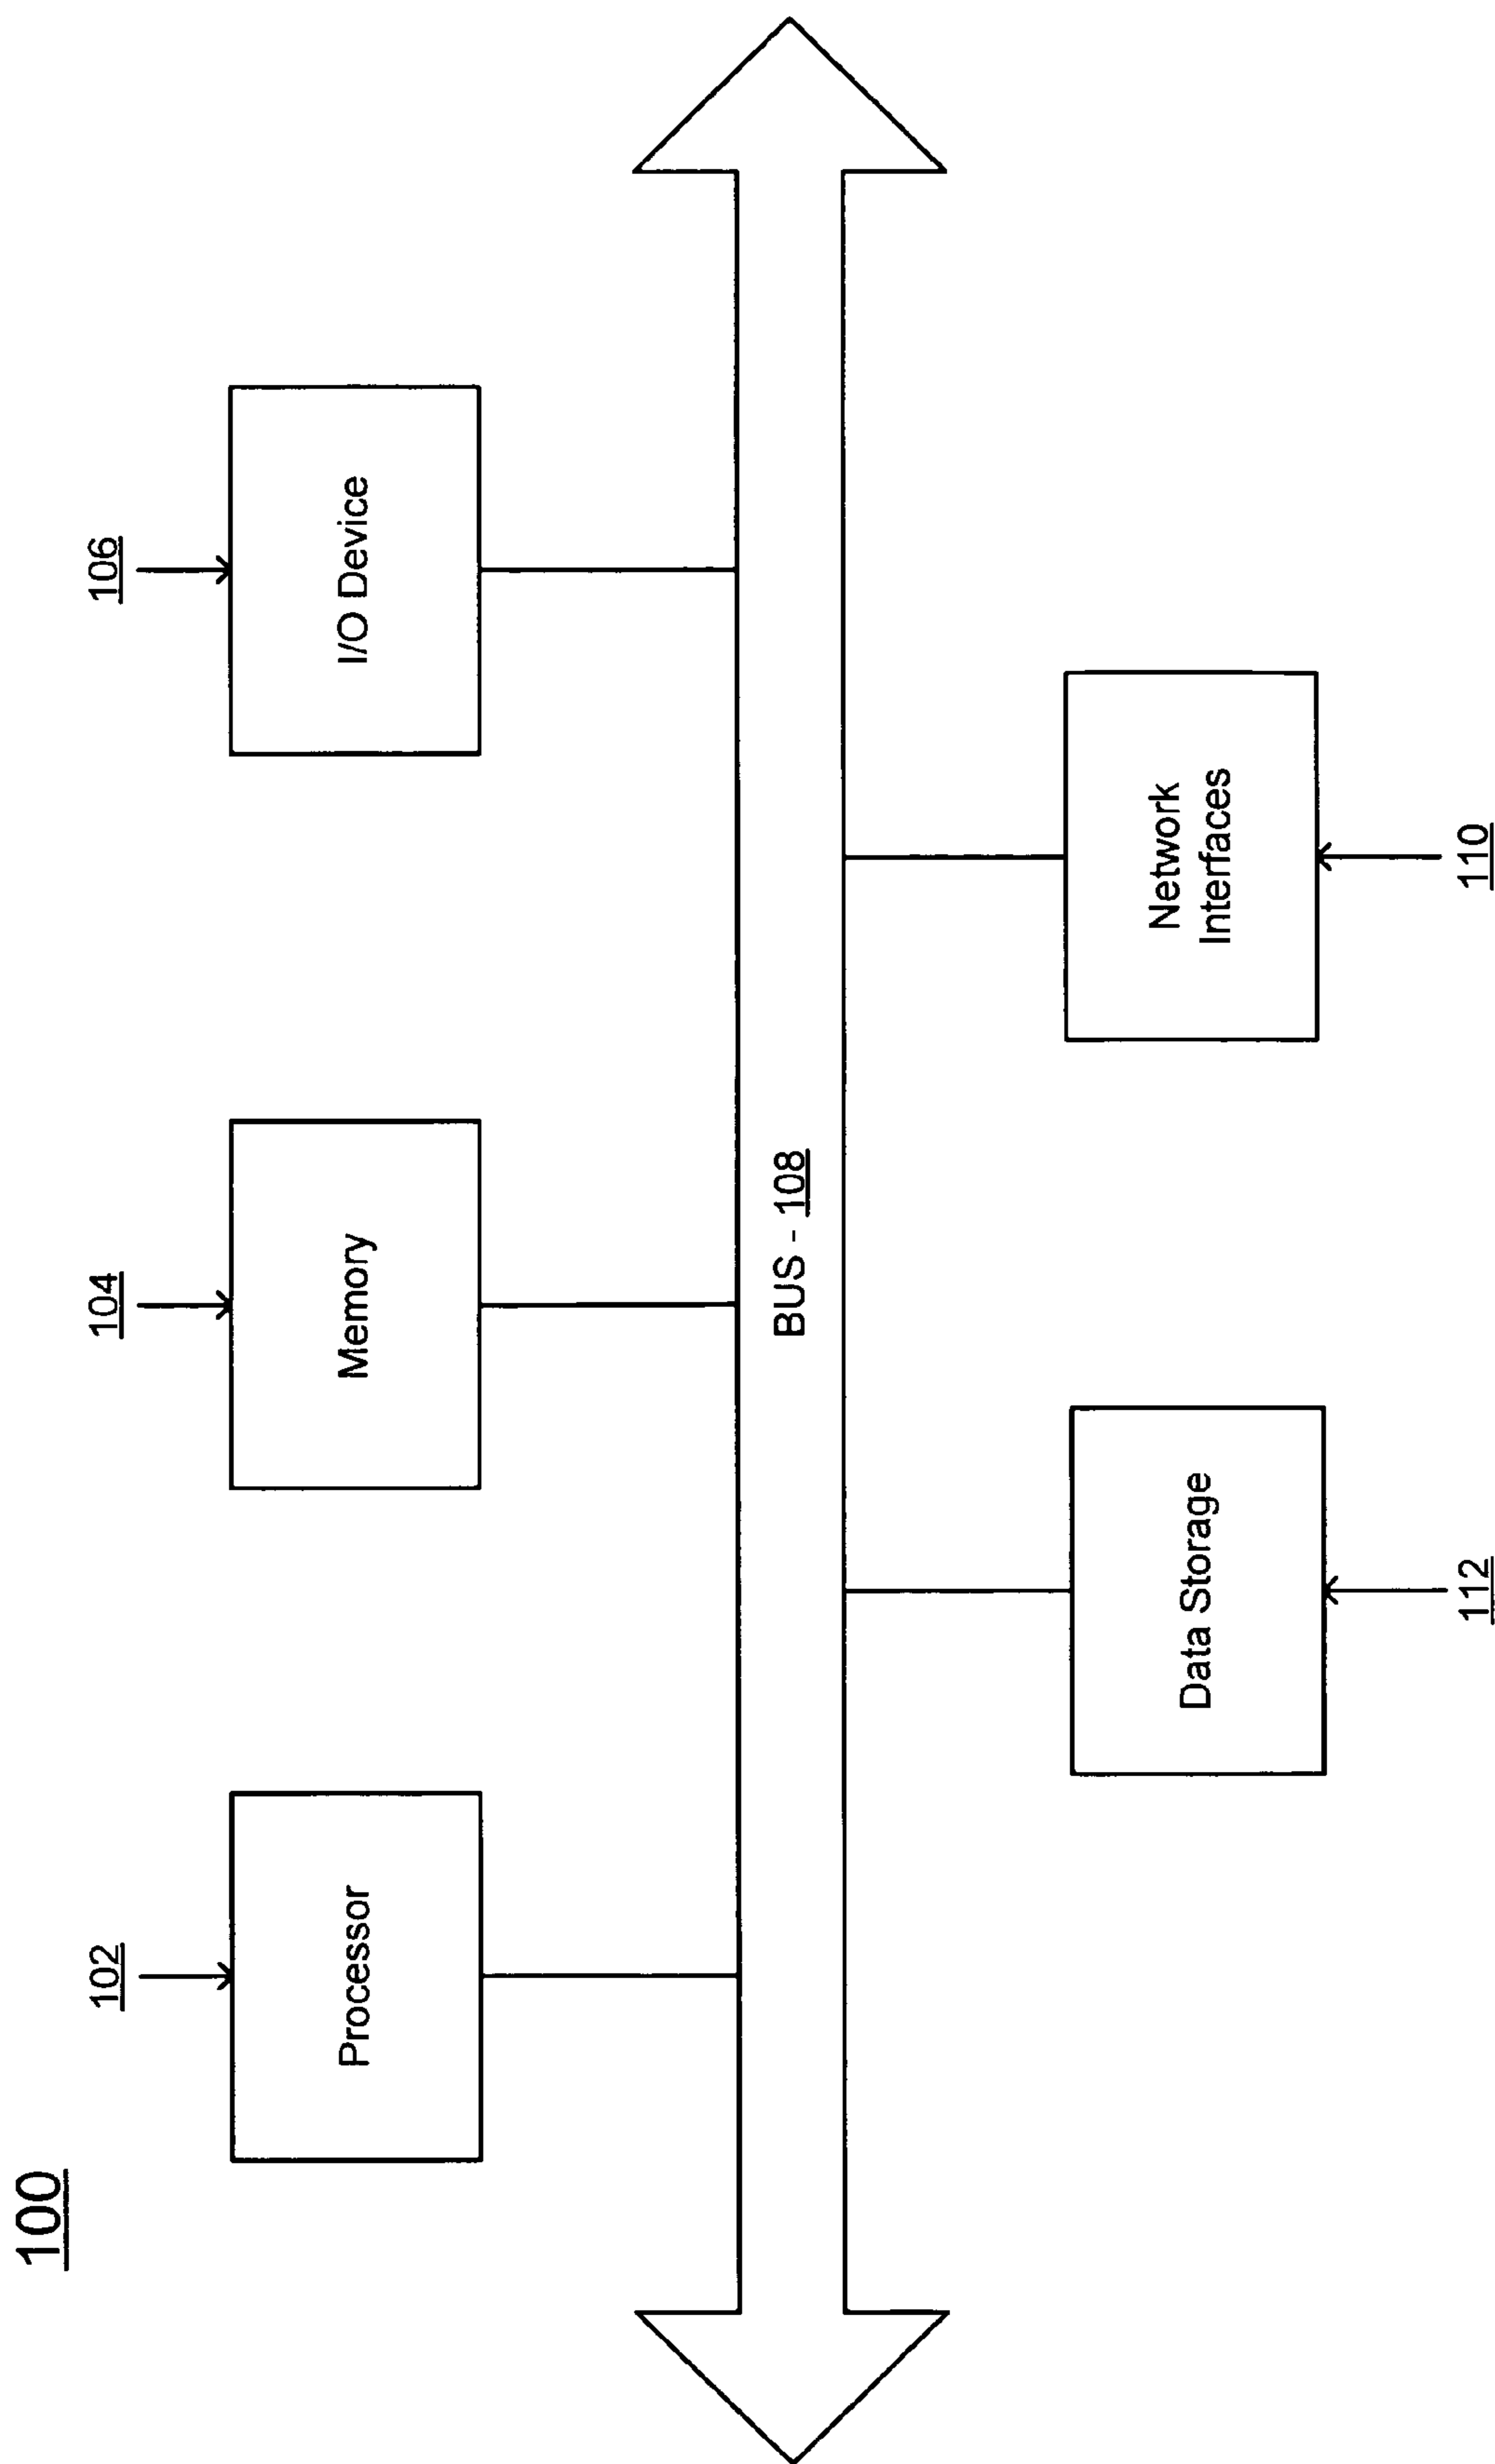 100
102
104
106
Processor
Memory
I/O Device
BUS - 108
Data Storage
Network
Interfaces
112
110